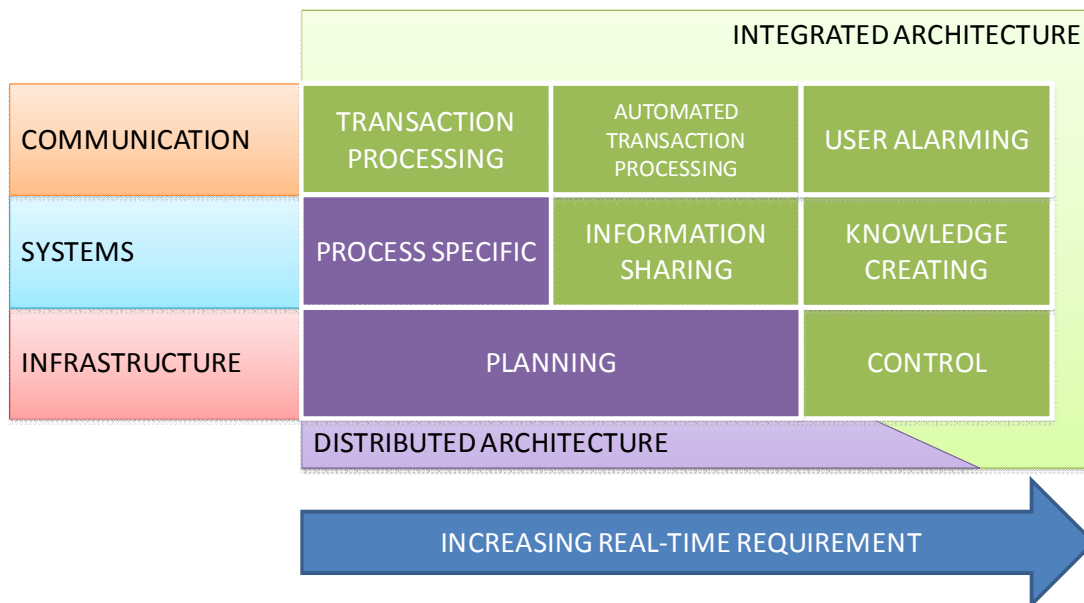 INTEGRATED ARCHITECTURE
COMMUNICATION
TRANSACTION
PROCESSING
AUTOMATED
TRANSACTION
PROCESSING
USER ALARMING
SYSTEMS
PROCESS SPECIFIC
INFORMATION
SHARING
KNOWLEDGE
CREATING
INFRASTRUCTURE
PLANNING
CONTROL
DISTRIBUTED ARCHITECTURE
INCREASING REAL-TIME REQUIREMENT